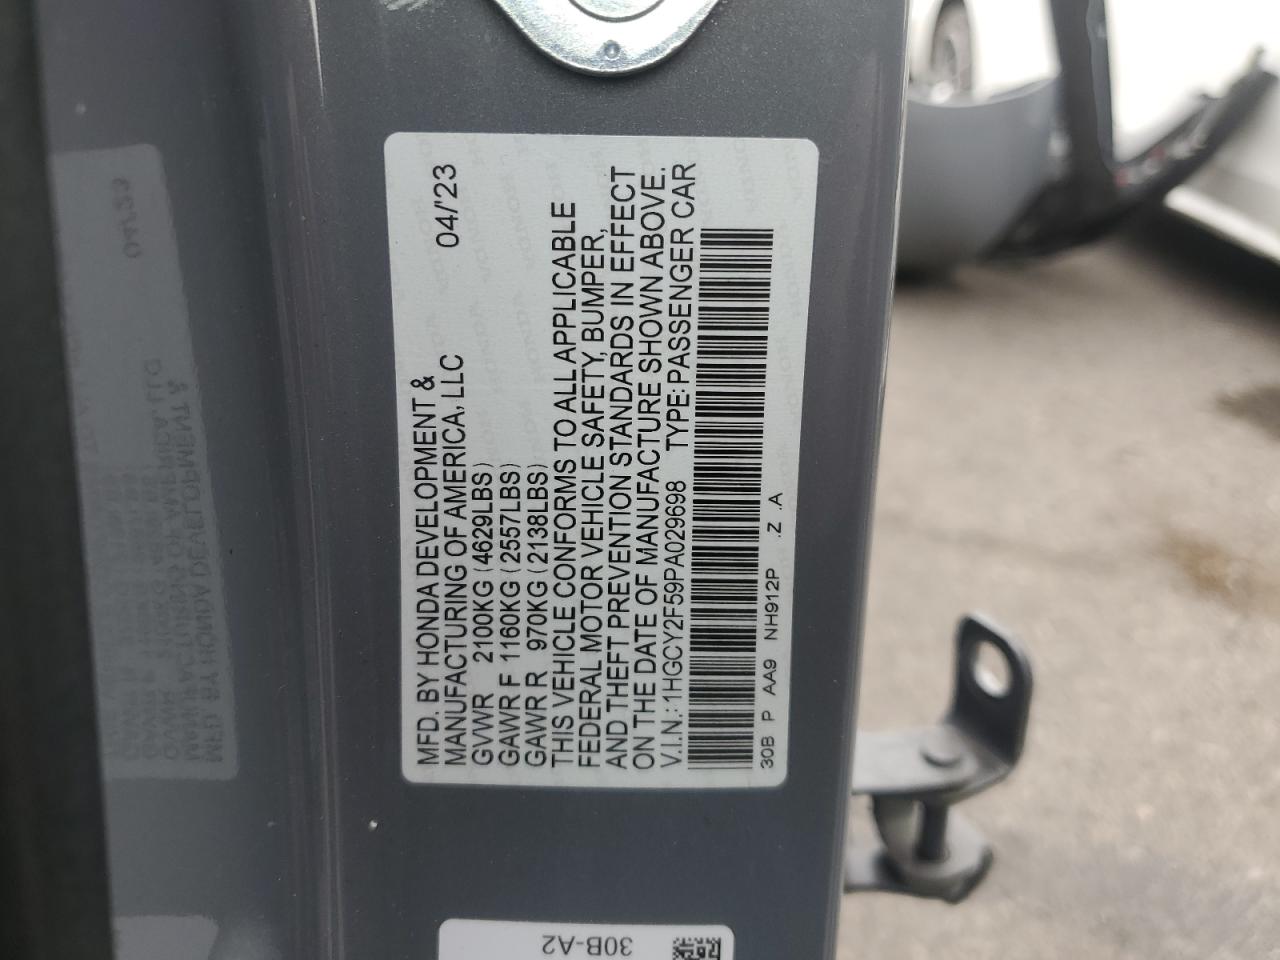 MFD. BY HONDA DEVELOPMENT &
MANUFACTURING OF AMERICA, LLC 04/'23
GVWR 2100KG (4629LBS)
GAWR F 1160KG (2557LBS)
GAWR R 970KG (2138LBS)
THIS VEHICLE CONFORMS TO ALL APPLICABLE
FEDERAL MOTOR VEHICLE SAFETY, BUMPER,
AND THEFT PREVENTION STANDARDS IN EFFECT
ON THE DATE OF MANUFACTURE SHOWN ABOVE.
V.I.N.: 1HGCY2F59PA029698 TYPE: PASSENGER CAR
30B P AA9 NH912P .Z .A
30B-A2